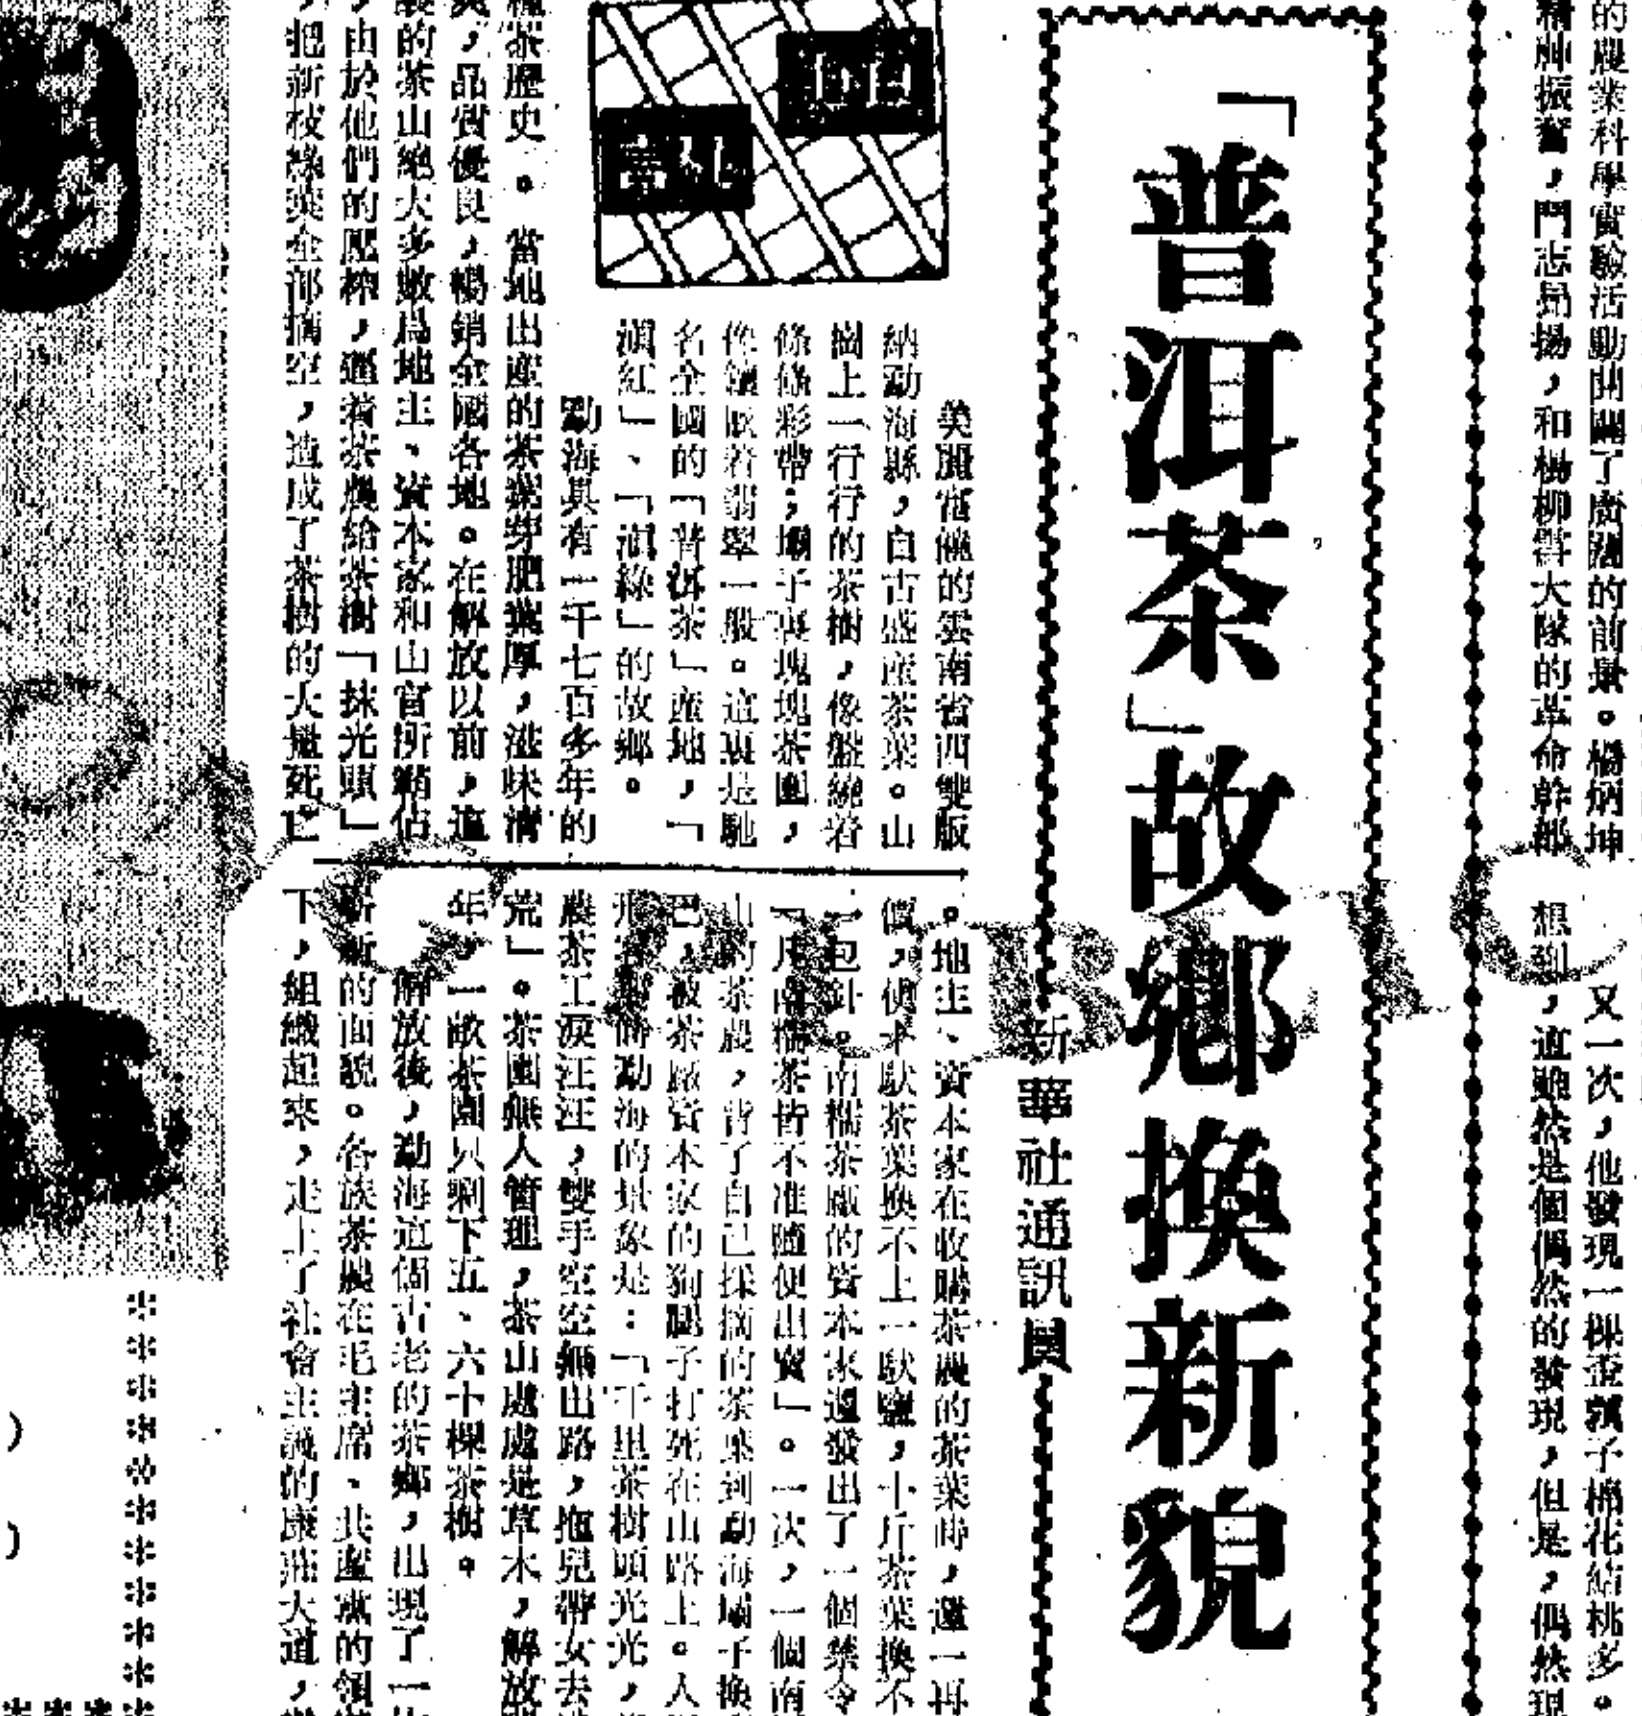 的農業科學實驗活動開闢了廣闊的前景。楊炳坤
精神振奮，鬥志昂揚，和楊柳雷大隊的革命幹部
又一次，他發現一棵歪瓤子棉花結桃多。
想到，這雖然是個偶然的發現，但是，偶然現
「普洱茶」故鄉換新貌
新華社通訊員
美麗富饒的雲南省西雙版
納勐海縣，自古盛產茶葉。山
崗上一行行的茶樹，像盤繞着
條條彩帶；壩子裏塊塊茶園，
像鑲嵌着翡翠一般。這裏是馳
名全國的「普洱茶」產地，「
滇紅」、「滇綠」的故鄉。
勐海具有一千七百多年的
種茶歷史。當地出產的茶葉芽肥葉厚，滋味清
爽，品質優良，暢銷全國各地。在解放以前，這
裏的茶山絕大多數爲地主、資本家和山官所霸佔
，由於他們的壓榨，逼着茶農給茶樹「抹光頭」
，把新枝綠葉全部摘空，造成了茶樹的大量死亡
。地主、資本家在收購茶農的茶葉時，還一再
價，使本馱茶葉換不上一馱鹽，十斤茶葉換不
一包針。南糯茶廠的資本家還發出了一個禁令
「凡南糯茶皆不准隨便出賣」。一次，一個南
山的茶農，背了自己採摘的茶葉到勐海壩子換
巴，被茶廠資本家的狗腿子打死在山路上。人
形容當時勐海的景象是：「千里茶樹頭光光，
農茶工淚汪汪，雙手空空無出路，拖兒帶女去
荒」。茶園無人管理，茶山處處是草木，解放
年，一畝茶園只剩下五、六十棵茶樹。
解放後，勐海這個古老的茶鄉，出現了一
新的面貌。各族茶農在毛主席、共產黨的領
下，組織起來，走上了社會主義的康莊大道，